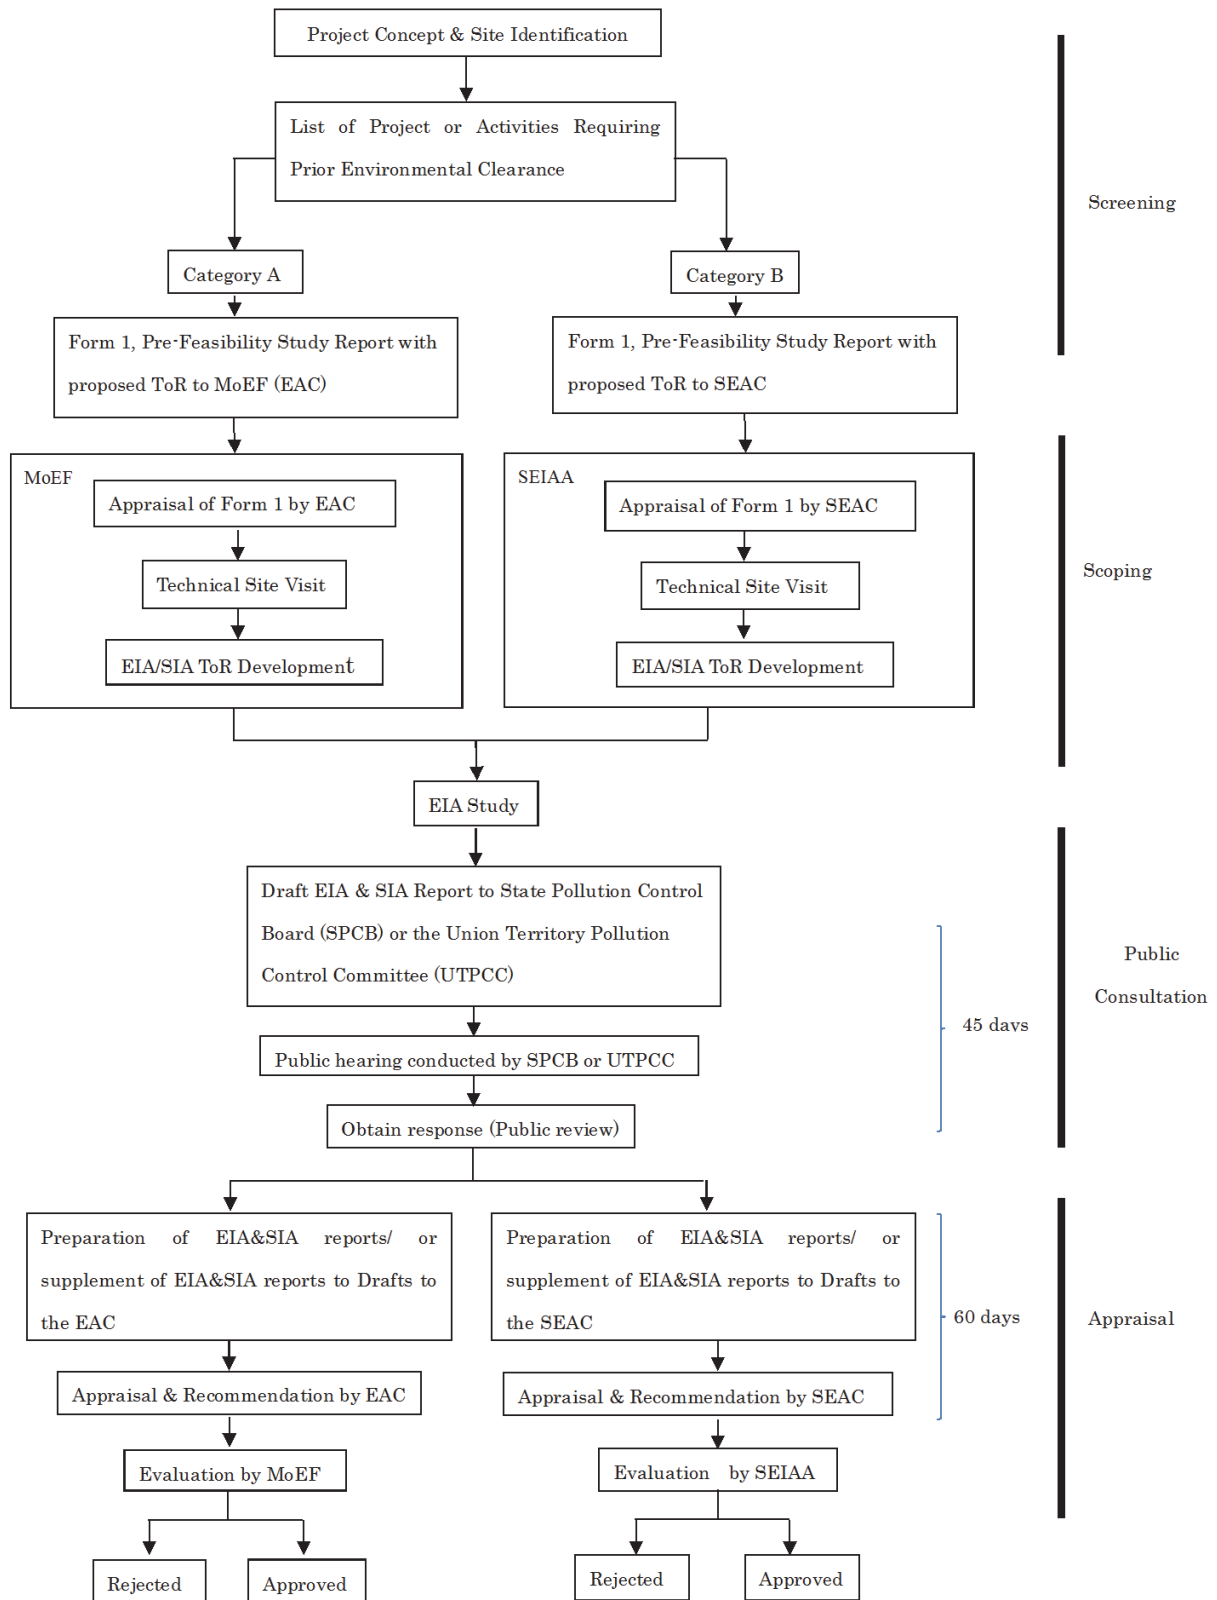 Project Concept & Site Identification
List of Project or Activities Requiring
Prior Environmental Clearance
Screening
Category A
Category B
Form 1, Pre-Feasibility Study Report with
proposed ToR to MoEF (EAC)
Form 1, Pre-Feasibility Study Report with
proposed ToR to SEAC
MoEF
Appraisal of Form 1 by EAC
Technical Site Visit
EIA/SIA ToR Development
SEIAA
Appraisal of Form 1 by SEAC
Technical Site Visit
EIA/SIA ToR Development
Scoping
EIA Study
Draft EIA & SIA Report to State Pollution Control
Board (SPCB) or the Union Territory Pollution
Control Committee (UTPCC)
Public hearing conducted by SPCB or UTPCC
Obtain response (Public review)
45 days
Public
Consultation
Preparation of EIA&SIA reports/ or
supplement of EIA&SIA reports to Drafts to
the EAC
Preparation of EIA&SIA reports/ or
supplement of EIA&SIA reports to Drafts to
the SEAC
60 days
Appraisal
Appraisal & Recommendation by EAC
Appraisal & Recommendation by SEAC
Evaluation by MoEF
Evaluation by SEIAA
Rejected
Approved
Rejected
Approved